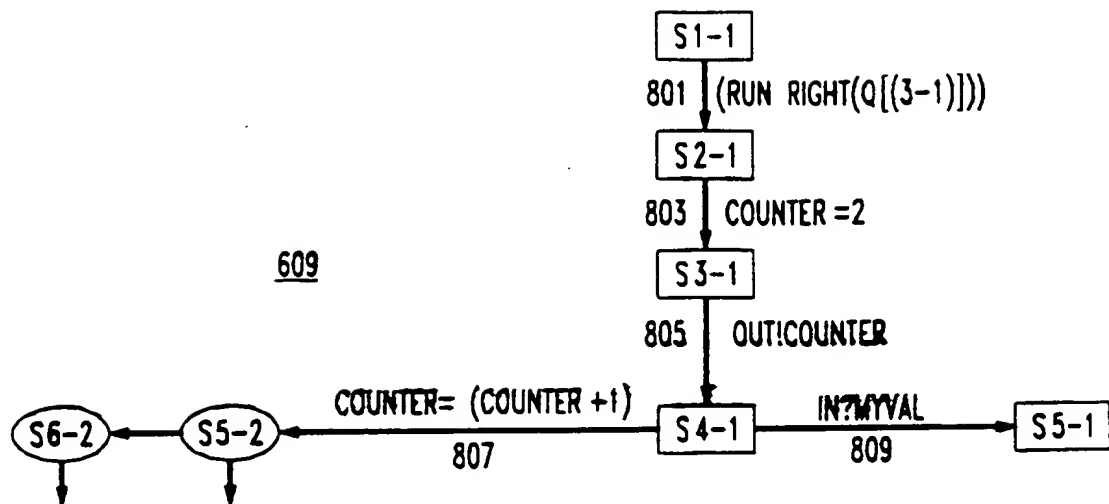 S1-1
801 (RUN RIGHT(Q[(3-1)]))
S2-1
803 COUNTER=2
609
S3-1
805 OUT!COUNTER
COUNTER= (COUNTER +1)
IN?MYVAL
S6-2
S5-2
S4-1
S5-1
807
809